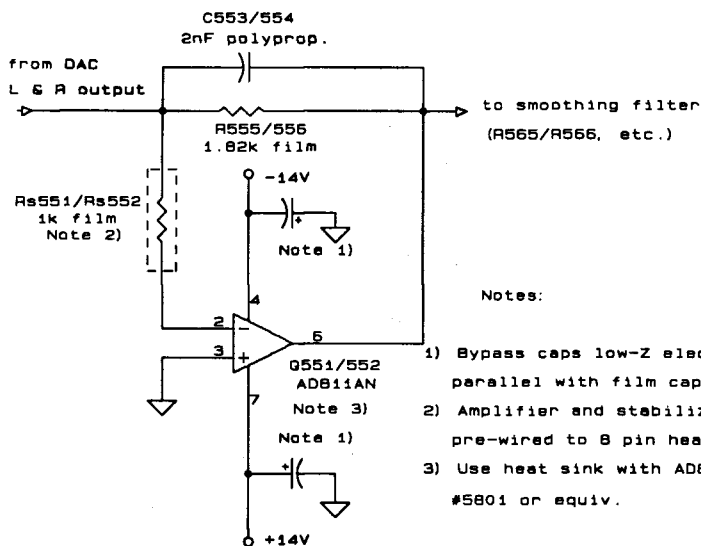 C553/554
2nF polyprop.
from DAC
L & R output
R555/556
1.82k film
to smoothing filter
(R565/R566, etc.)
Rs551/Rs552
1k film
Note 2)
-14V
Note 1)
4
2
3
6
7
Q551/552
AD811AN
Note 3)
Note 1)
+14V
Notes:
1) Bypass caps low-Z elec
parallel with film cap
2) Amplifier and stabiliz
pre-wired to 8 pin hea
3) Use heat sink with AD8
#5801 or equiv.